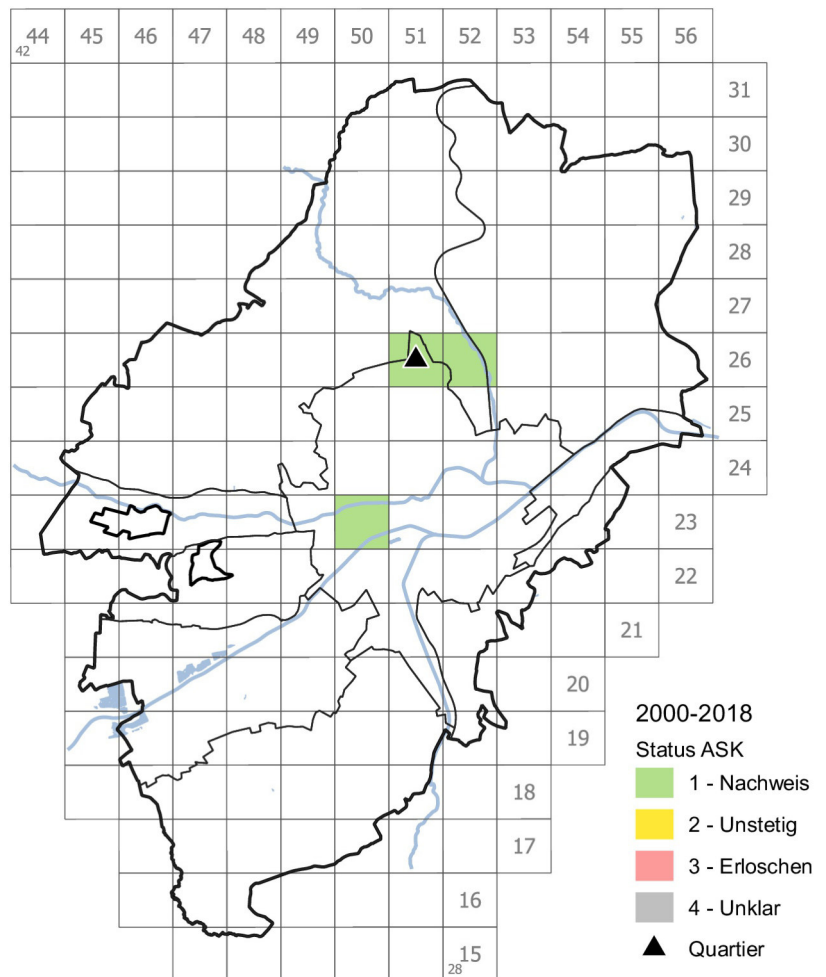 44 45 46 47 48 49 50 51 52 53 54 55 56
42
31
30
29
28
27
26
25
24
23
22
21
20
19
18
17
16
15
28
2000-2018
Status ASK
1 - Nachweis
2 - Unstetig
3 - Erloschen
4 - Unklar
Quartier